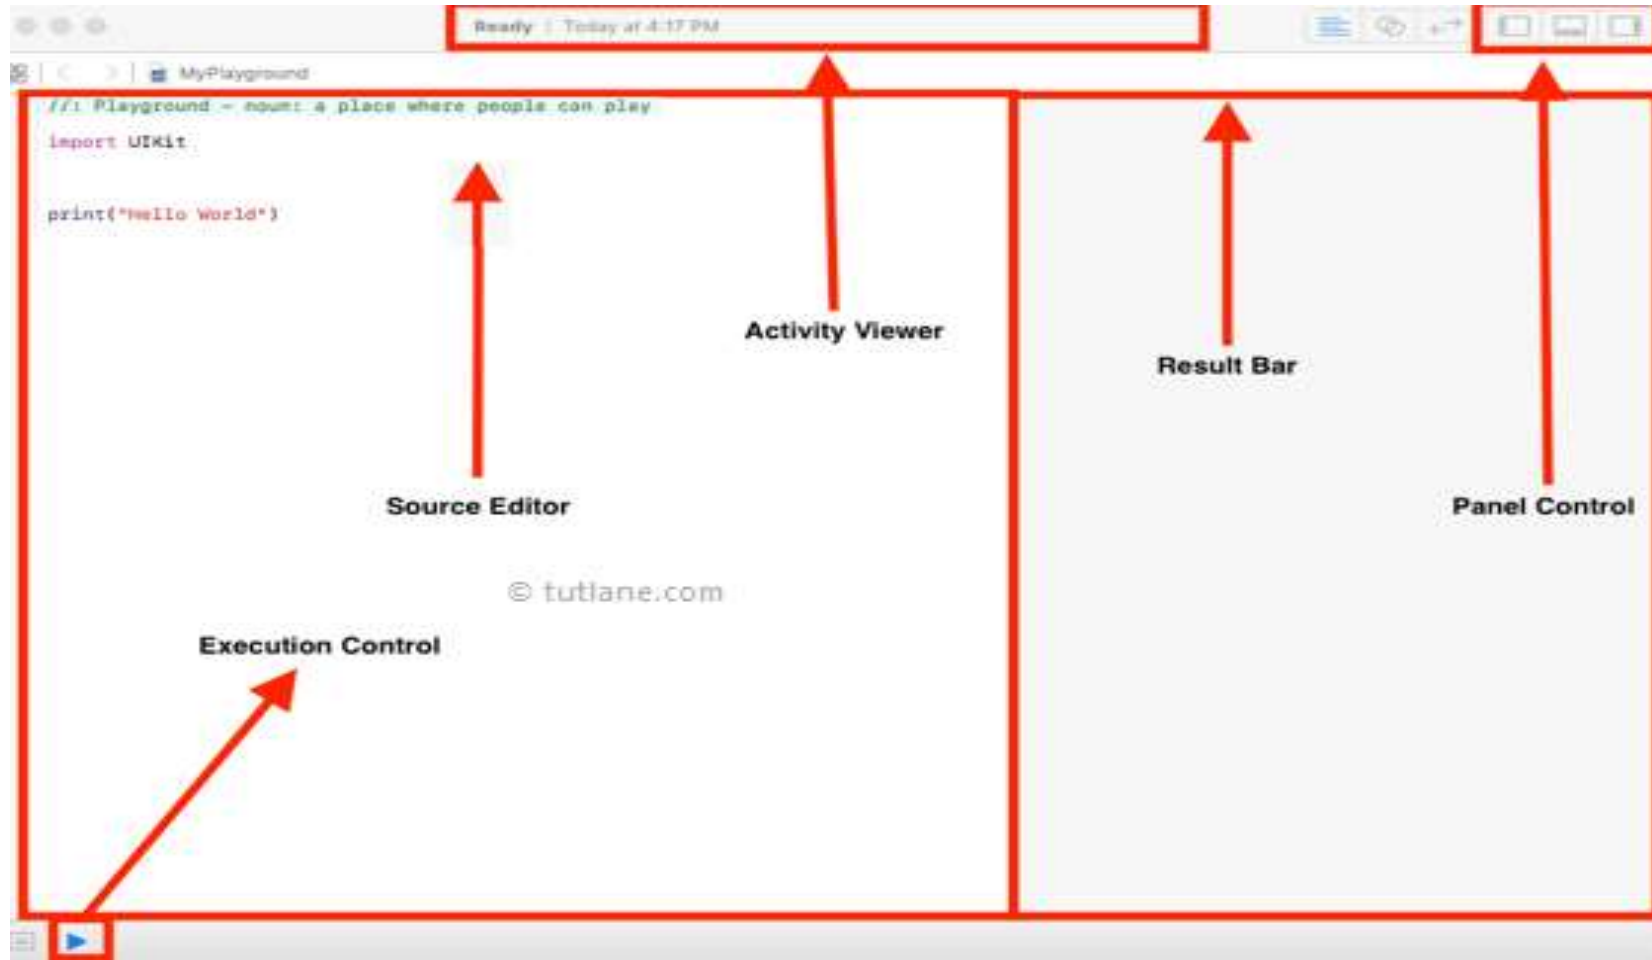 Ready | Today at 4:17 PM
MyPlayground
//: Playground - noun: a place where people can play
import UIKit
print("Hello World")
Activity Viewer
Result Bar
Source Editor
Panel Control
© tutlane.com
Execution Control